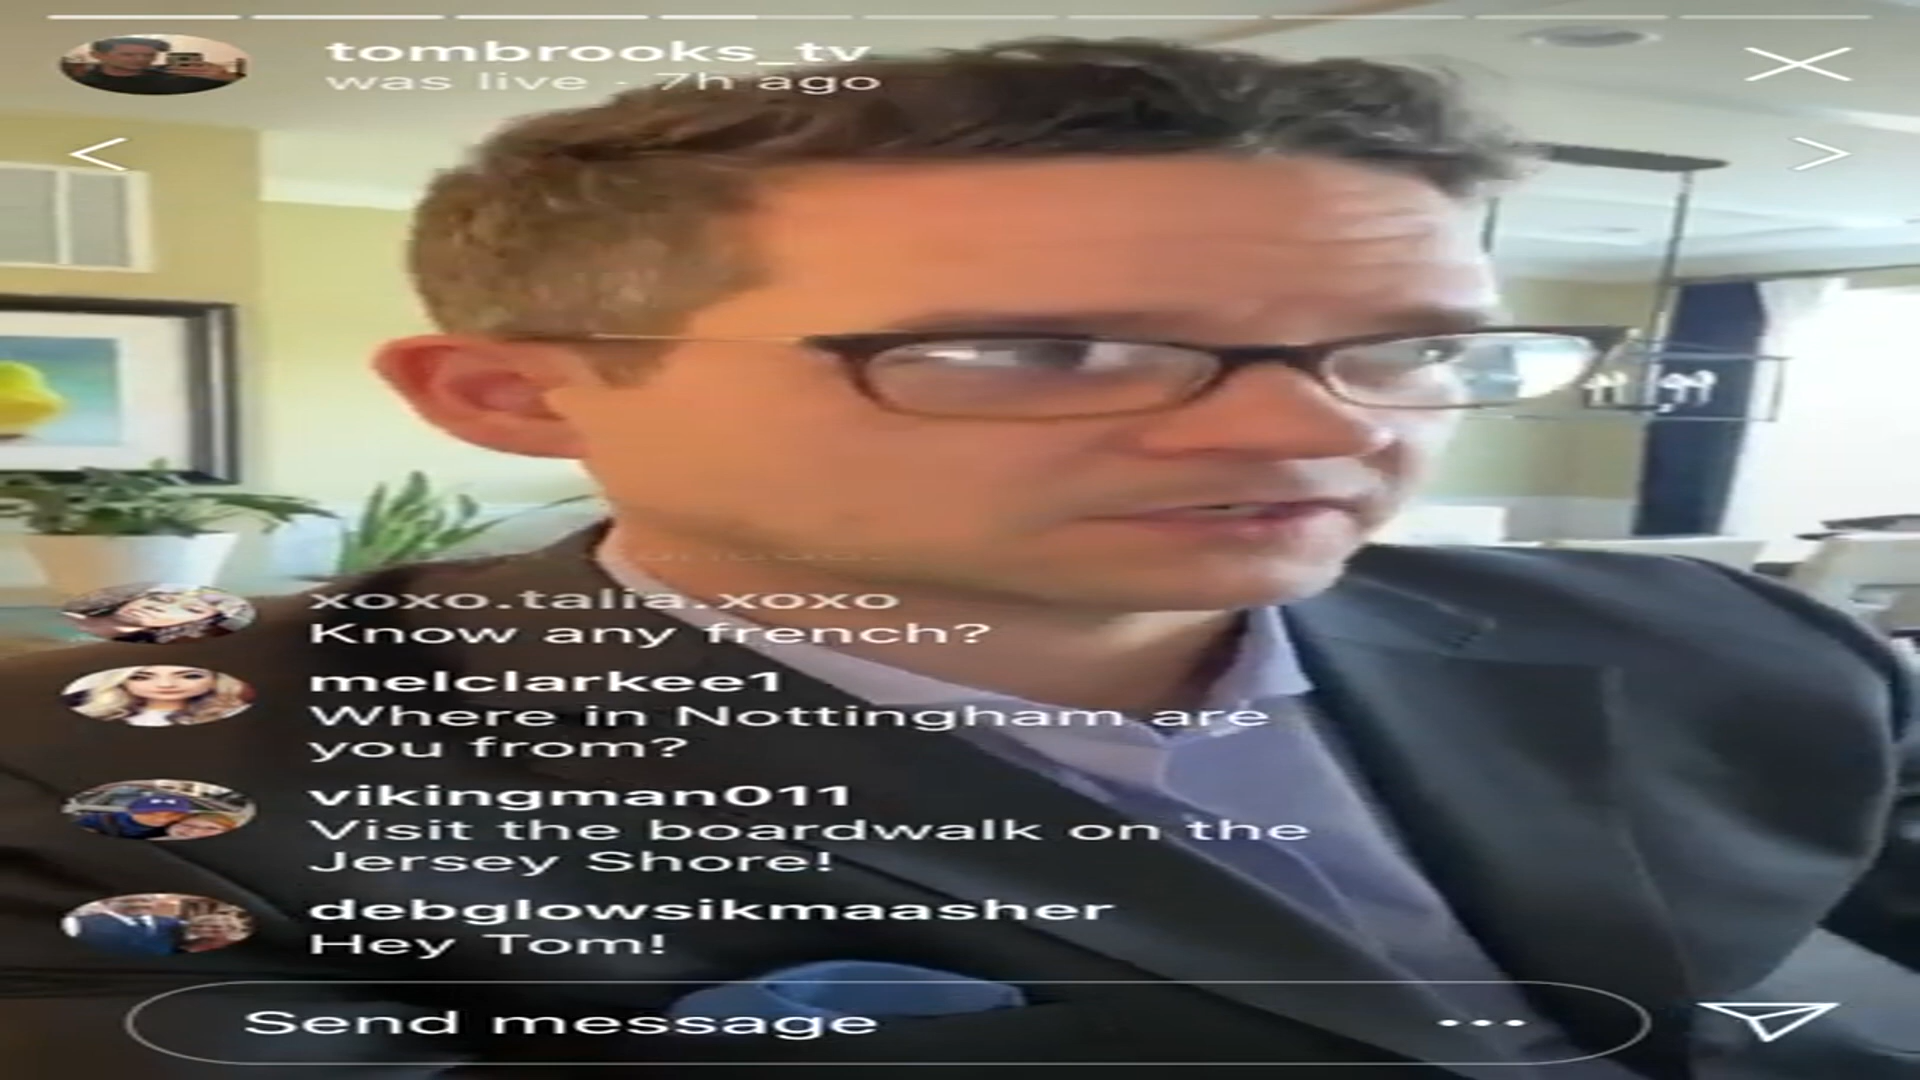 tombrooks_tv
was live · 7h ago
xoxo.talia.xoxo
Know any french?
melclarkee1
Where in Nottingham are
you from?
vikingman011
Visit the boardwalk on the
Jersey Shore!
debglowsikmaasher
Hey Tom!
Send message